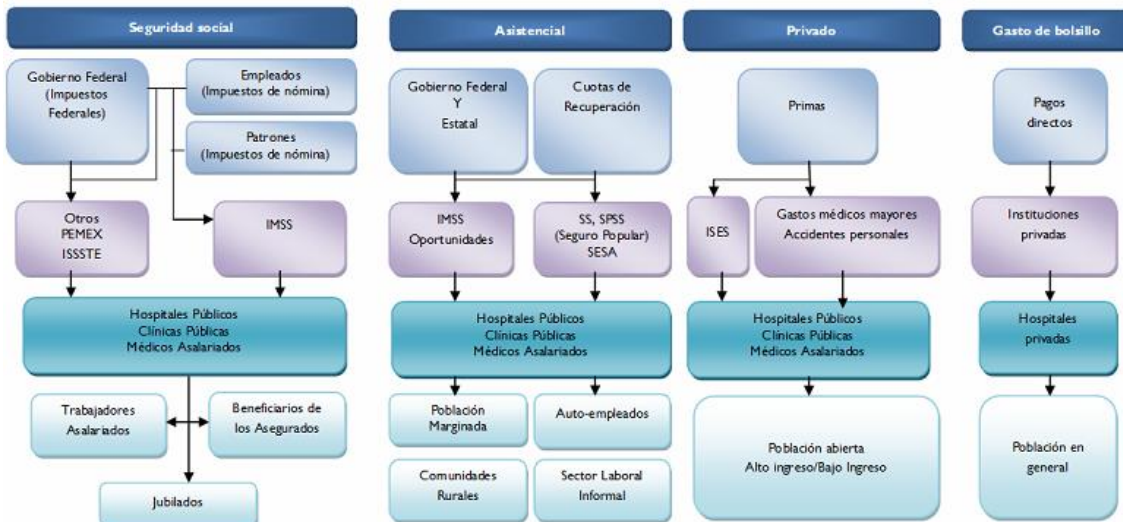 Seguridad social
Gobierno Federal
(Impuestos
Federales)
Empleados
(Impuestos de nómina)
Patrones
(Impuestos de nómina)
Otros
PEMEX
ISSSTE
IMSS
Hospitales Públicos
Clínicas Públicas
Médicos Asalariados
Trabajadores
Asalariados
Beneficiarios de
los Asegurados
Jubilados
Asistencial
Gobierno Federal
Y
Estatal
Cuotas de
Recuperación
IMSS
Oportunidades
SS, SPSS
(Seguro Popular)
SESA
Hospitales Públicos
Clínicas Públicas
Médicos Asalariados
Población
Marginada
Auto-empleados
Comunidades
Rurales
Sector Laboral
Informal
Privado
Primas
ISES
Gastos médicos mayores
Accidentes personales
Hospitales Públicos
Clínicas Públicas
Médicos Asalariados
Población abierta
Alto ingreso/Bajo Ingreso
Gasto de bolsillo
Pagos
directos
Instituciones
privadas
Hospitales
privadas
Población en
general